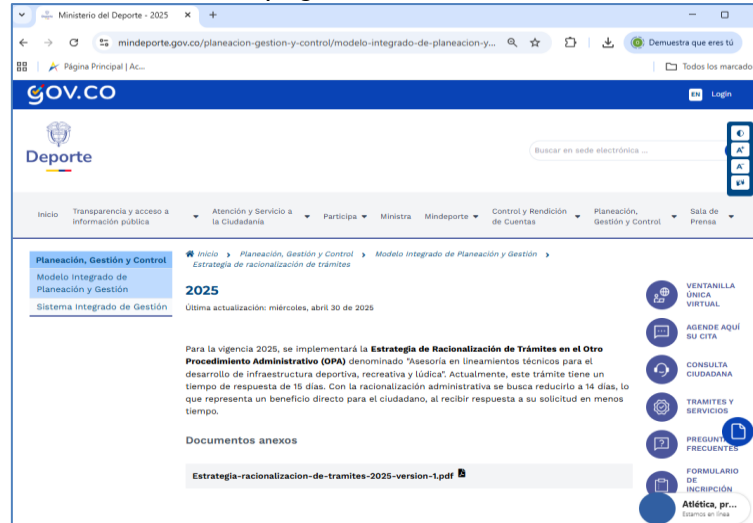 Ministerio del Deporte - 2025
mindeporte.gov.co/planeacion-gestion-y-control/modelo-integrado-de-planeacion-y...
Demuestra que eres tú
Página Principal | Ac...
Todos los marcado
GOV.CO
EN Login
Deporte
Buscar en sede electrónica ...
A+
A-
Inicio
Transparencia y acceso a
información pública
Atención y Servicio a
la Ciudadanía
Participa
Ministra
Mindeporte
Control y Rendición
de Cuentas
Planeación,
Gestión y Control
Sala de
Prensa
Planeación, Gestión y Control
Modelo Integrado de
Planeación y Gestión
Sistema Integrado de Gestión
Inicio > Planeación, Gestión y Control > Modelo Integrado de Planeación y Gestión >
Estrategia de racionalización de trámites
2025
Última actualización: miércoles, abril 30 de 2025
Para la vigencia 2025, se implementará la Estrategia de Racionalización de Trámites en el Otro
Procedimiento Administrativo (OPA) denominado "Asesoría en lineamientos técnicos para el
desarrollo de infraestructura deportiva, recreativa y lúdica". Actualmente, este trámite tiene un
tiempo de respuesta de 15 días. Con la racionalización administrativa se busca reducirlo a 14 días, lo
que representa un beneficio directo para el ciudadano, al recibir respuesta a su solicitud en menos
tiempo.
Documentos anexos
Estrategia-racionalizacion-de-tramites-2025-version-1.pdf
VENTANILLA
ÚNICA
VIRTUAL
AGENDE AQUÍ
SU CITA
CONSULTA
CIUDADANA
TRAMITES Y
SERVICIOS
PREGUNT
FRECUENTES
FORMULARIO
DE
INCRIPCIÓN
Atlética, pr...
Estamos en línea